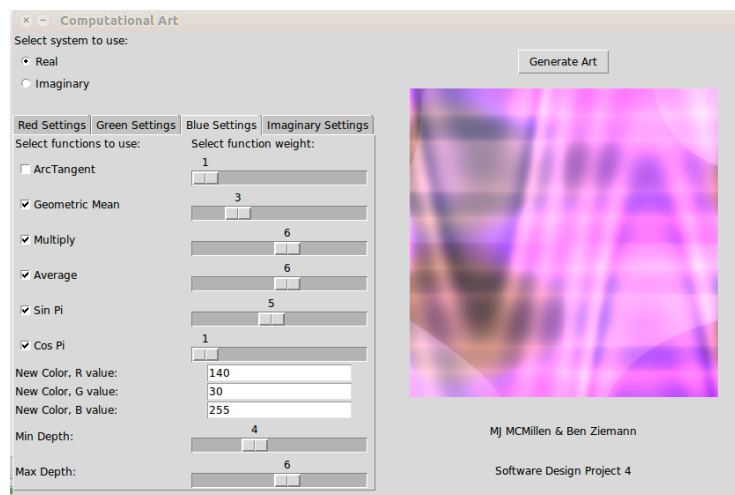 Computational Art
Select system to use:
Real
Imaginary
Generate Art
Red Settings Green Settings Blue Settings Imaginary Settings
Select functions to use: Select function weight:
1
ArcTangent
3
Geometric Mean
6
Multiply
6
Average
5
Sin Pi
1
Cos Pi
New Color, R value: 140
New Color, G value: 30
New Color, B value: 255
4
Min Depth:
6
Max Depth:
MJ MCMillen & Ben Ziemann
Software Design Project 4